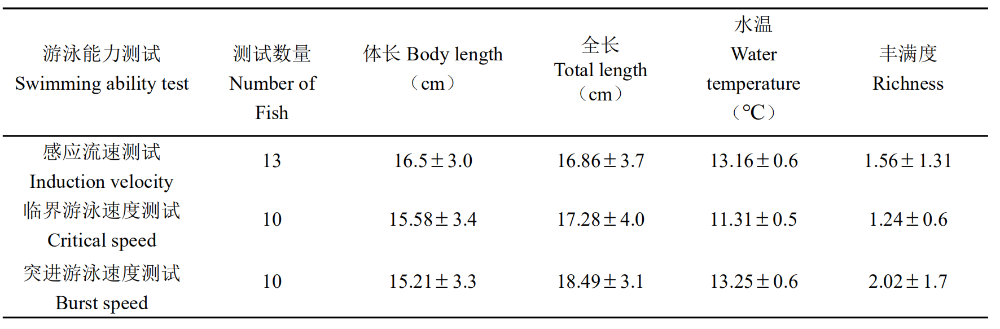 游泳能力测试
Swimming ability test
测试数量
Number of
Fish
体长 Body length
（cm）
全长
Total length
（cm）
水温
Water
temperature
（℃）
丰满度
Richness
感应流速测试
Induction velocity
13
16.5±3.0
16.86±3.7
13.16±0.6
1.56±1.31
临界游泳速度测试
Critical speed
10
15.58±3.4
17.28±4.0
11.31±0.5
1.24±0.6
突进游泳速度测试
Burst speed
10
15.21±3.3
18.49±3.1
13.25±0.6
2.02±1.7